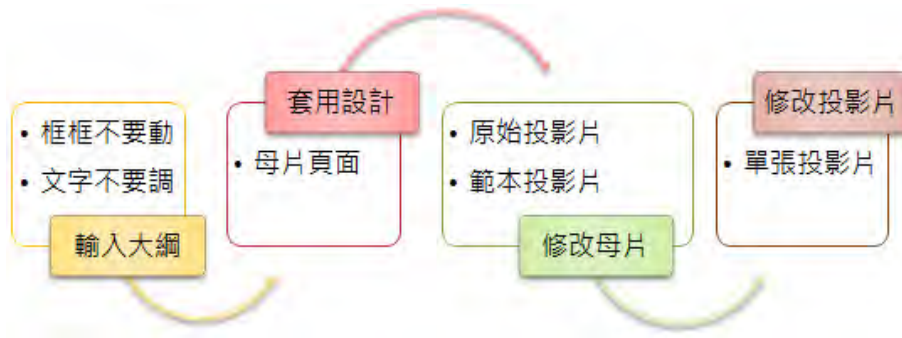 • 框框不要動
• 文字不要調
輸入大綱
套用設計
• 母片頁面
• 原始投影片
• 範本投影片
修改母片
修改投影片
• 單張投影片